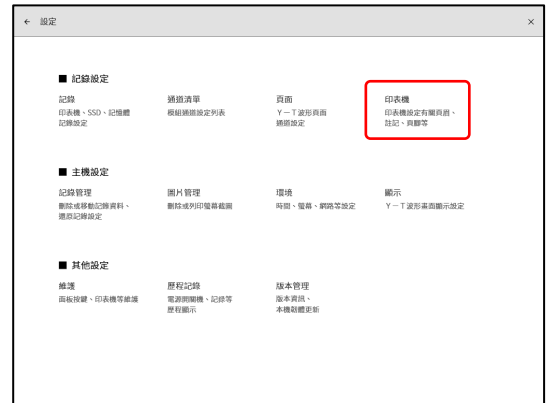 ← 設定 ×
■ 記錄設定
記錄
印表機、SSD、記憶體
記錄設定
通道清單
模組通道設定列表
頁面
Y-T波形頁面
通道設定
印表機
印表機設定有關頁眉、
註記、頁腳等
■ 主機設定
記錄管理
刪除或移動記錄資料、
還原記錄設定
圖片管理
刪除或列印螢幕截圖
環境
時間、螢幕、網路等設定
顯示
Y-T波形畫面顯示設定
■ 其他設定
維護
面板按鍵、印表機等維護
歷程記錄
電源開關機、記錄等
歷程顯示
版本管理
版本資訊、
本機韌體更新